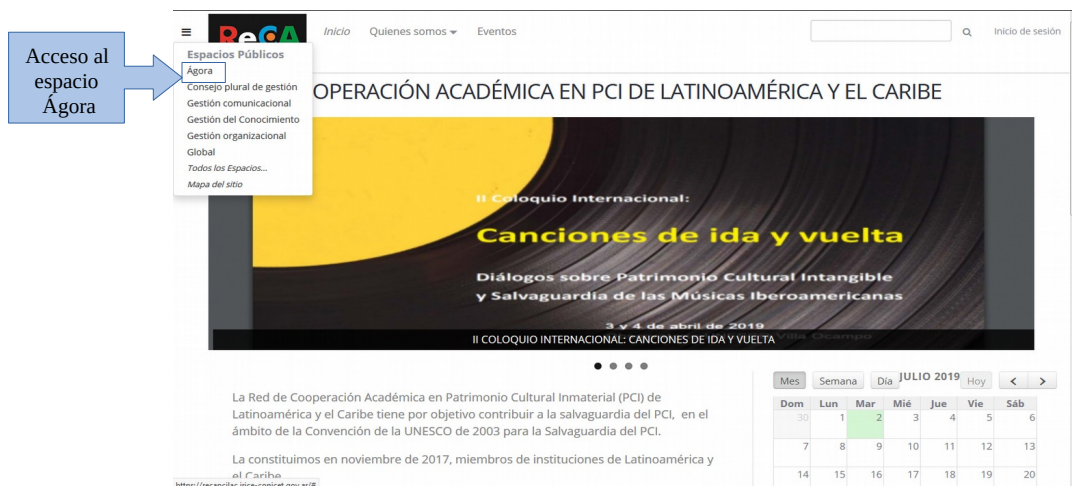 Acceso al
espacio
Ágora
≡ ReCA Inicio Quienes somos Eventos Inicio de sesión
Espacios Públicos
Ágora
Consejo plural de gestión
Gestión comunicacional
Gestión del Conocimiento
Gestión organizacional
Global
Todos los Espacios...
Mapa del sitio
OPERACIÓN ACADÉMICA EN PCI DE LATINOAMÉRICA Y EL CARIBE
II Coloquio Internacional:
Canciones de ida y vuelta
Diálogos sobre Patrimonio Cultural Intangible
y Salvaguardia de las Músicas Iberoamericanas
3 y 4 de abril de 2019
Villa Ocampo
II COLOQUIO INTERNACIONAL: CANCIONES DE IDA Y VUELTA
La Red de Cooperación Académica en Patrimonio Cultural Inmaterial (PCI) de
Latinoamérica y el Caribe tiene por objetivo contribuir a la salvaguardia del PCI, en el
ámbito de la Convención de la UNESCO de 2003 para la Salvaguardia del PCI.
La constituimos en noviembre de 2017, miembros de instituciones de Latinoamérica y
el Caribe
Mes Semana Día JULIO 2019 Hoy < >
Dom Lun Mar Mié Jue Vie Sáb
30 1 2 3 4 5 6
7 8 9 10 11 12 13
14 15 16 17 18 19 20